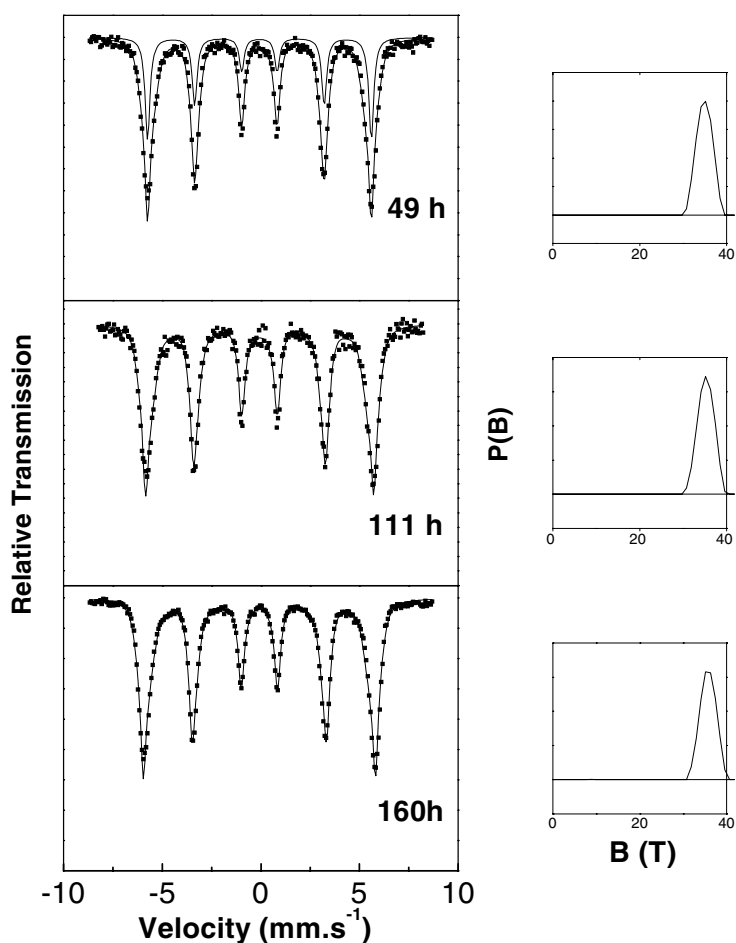 Relative Transmission
49 h
111 h
160h
-10 -5 0 5 10
Velocity (mm.s⁻¹)
P(B)
0 20 40
0 20 40
0 20 40
B (T)